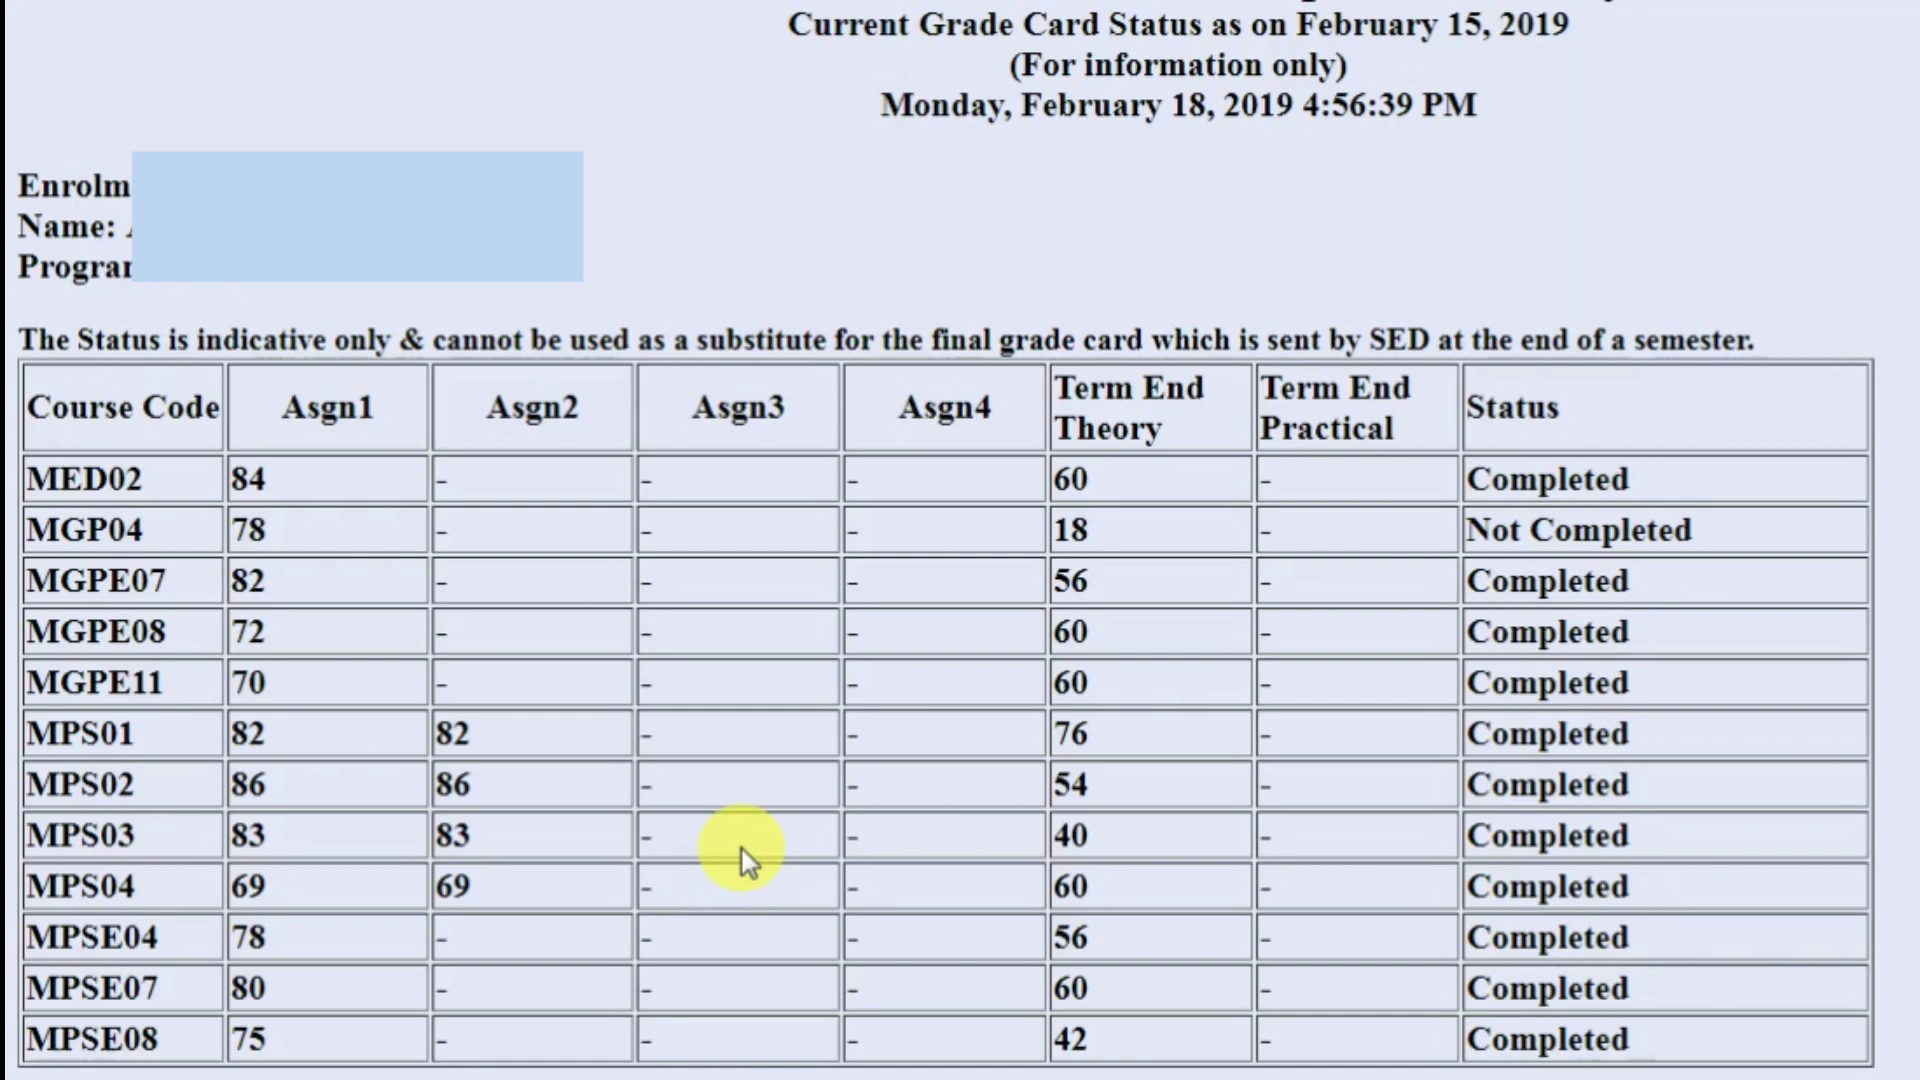 Current Grade Card Status as on February 15, 2019
(For information only)
Monday, February 18, 2019 4:56:39 PM
Enrolm
Name:
Program
The Status is indicative only & cannot be used as a substitute for the final grade card which is sent by SED at the end of a semester.
Course Code Asgn1 Asgn2 Asgn3 Asgn4 Term End Theory Term End Practical Status
MED02 84 - - - 60 - Completed
MGP04 78 - - - 18 - Not Completed
MGPE07 82 - - - 56 - Completed
MGPE08 72 - - - 60 - Completed
MGPE11 70 - - - 60 - Completed
MPS01 82 82 - - 76 - Completed
MPS02 86 86 - - 54 - Completed
MPS03 83 83 - - 40 - Completed
MPS04 69 69 - - 60 - Completed
MPSE04 78 - - - 56 - Completed
MPSE07 80 - - - 60 - Completed
MPSE08 75 - - - 42 - Completed